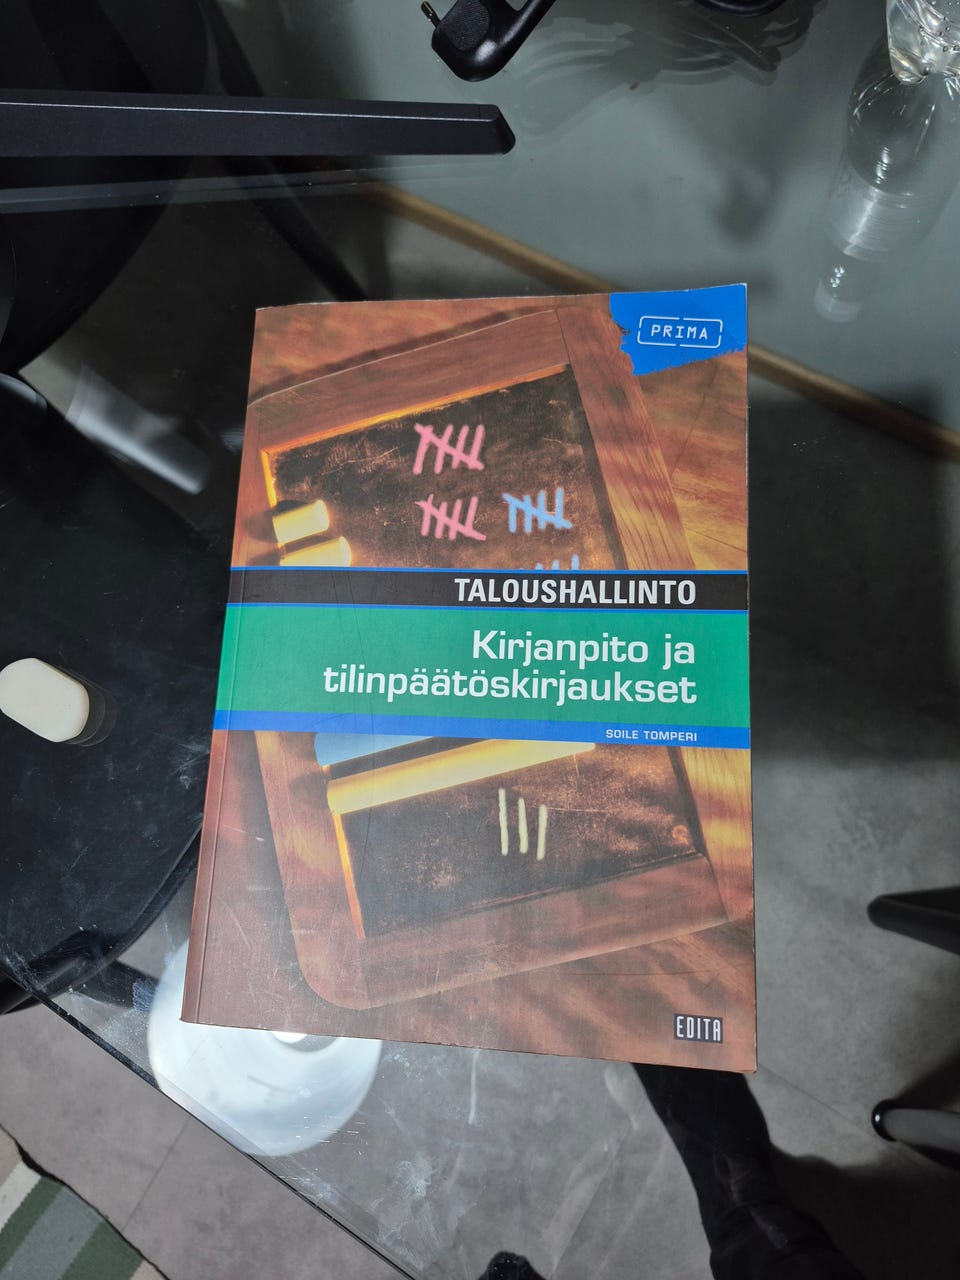 PRIMA
TALOUSHALLINTO
Kirjanpito ja
tilinpäätöskirjaukset
SOILE TOMPERI
EDITA